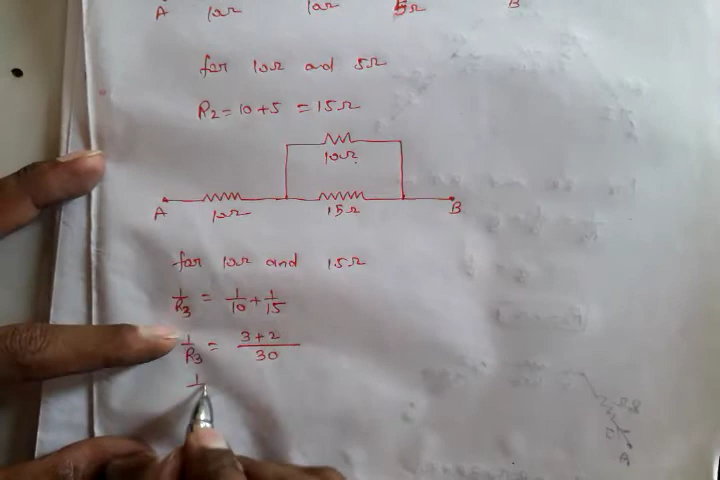 A 10Ω 10Ω 5Ω B
for 10Ω and 5Ω
R2 = 10 + 5 = 15Ω
10Ω
A 10Ω 15Ω B
for 10Ω and 15Ω
1/R3 = 1/10 + 1/15
1/R3 = 3+2/30
1